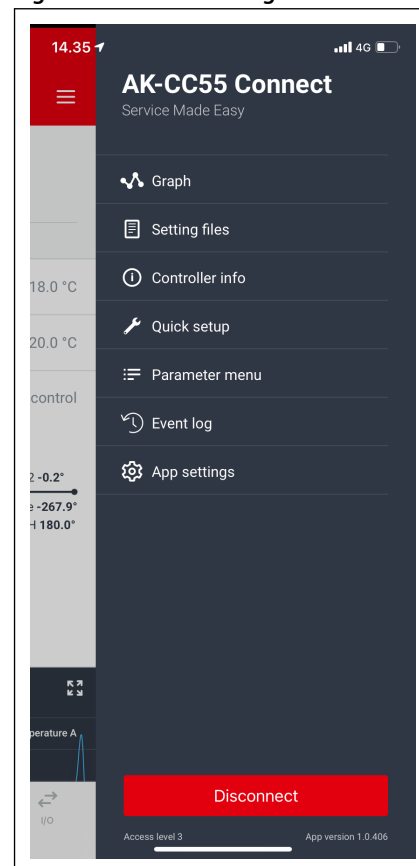 14.35
4G
AK-CC55 Connect
Service Made Easy
Graph
Setting files
18.0 °C
Controller info
Quick setup
20.0 °C
Parameter menu
control
Event log
App settings
2 -0.2°
e -267.9°
H 180.0°
perature A
I/O
Disconnect
Access level 3
App version 1.0.406